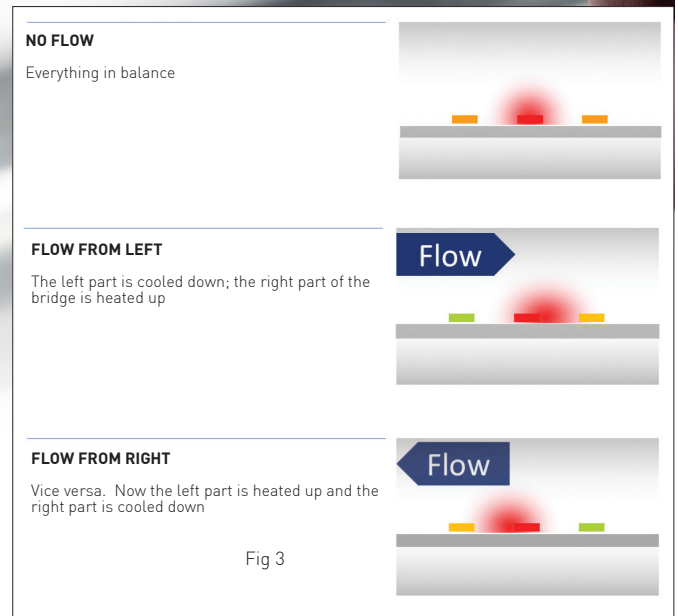 NO FLOW
Everything in balance
FLOW FROM LEFT
The left part is cooled down; the right part of the
bridge is heated up
Flow
FLOW FROM RIGHT
Vice versa.  Now the left part is heated up and the
right part is cooled down
Flow
Fig 3